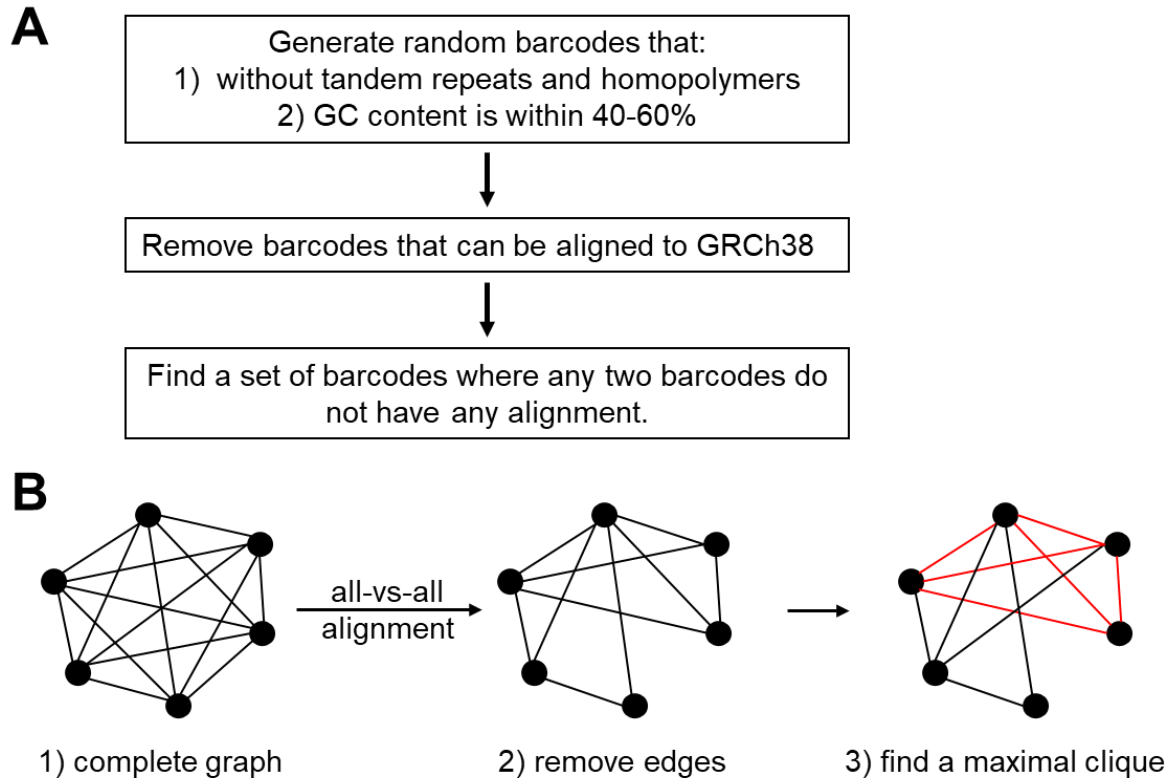 A
Generate random barcodes that:
1) without tandem repeats and homopolymers
2) GC content is within 40-60%
Remove barcodes that can be aligned to GRCh38
Find a set of barcodes where any two barcodes do
not have any alignment.
B
all-vs-all
alignment
1) complete graph
2) remove edges
3) find a maximal clique